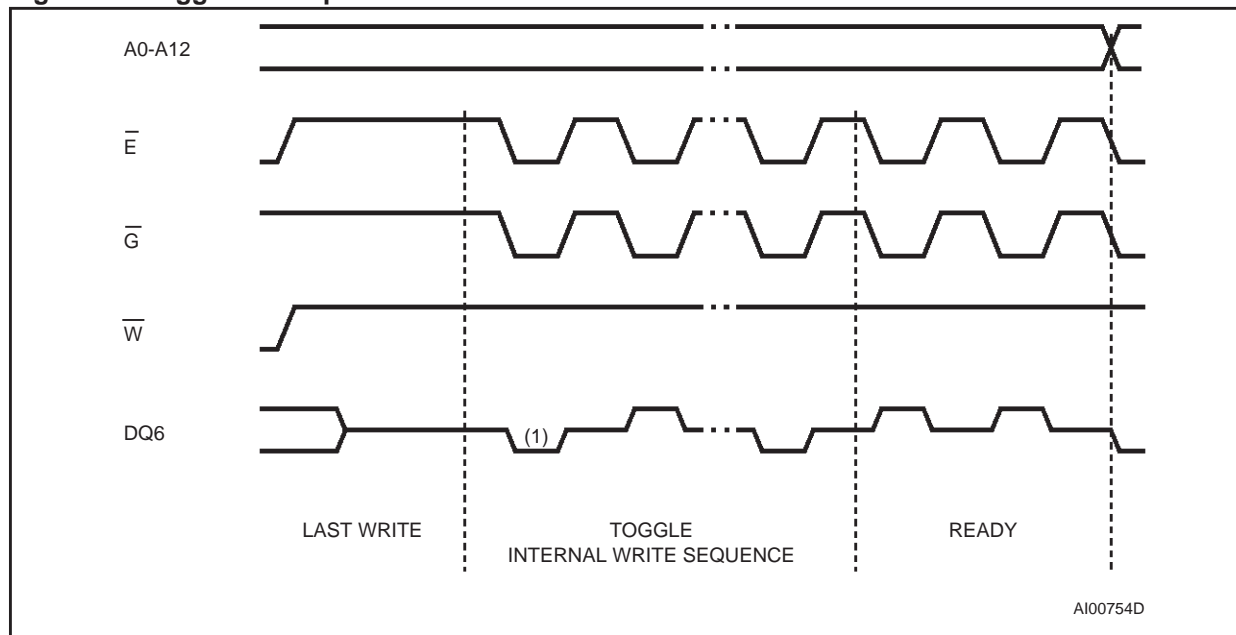 A0-A12
E
G
W
DQ6
(1)
LAST WRITE
TOGGLE
INTERNAL WRITE SEQUENCE
READY
AI00754D